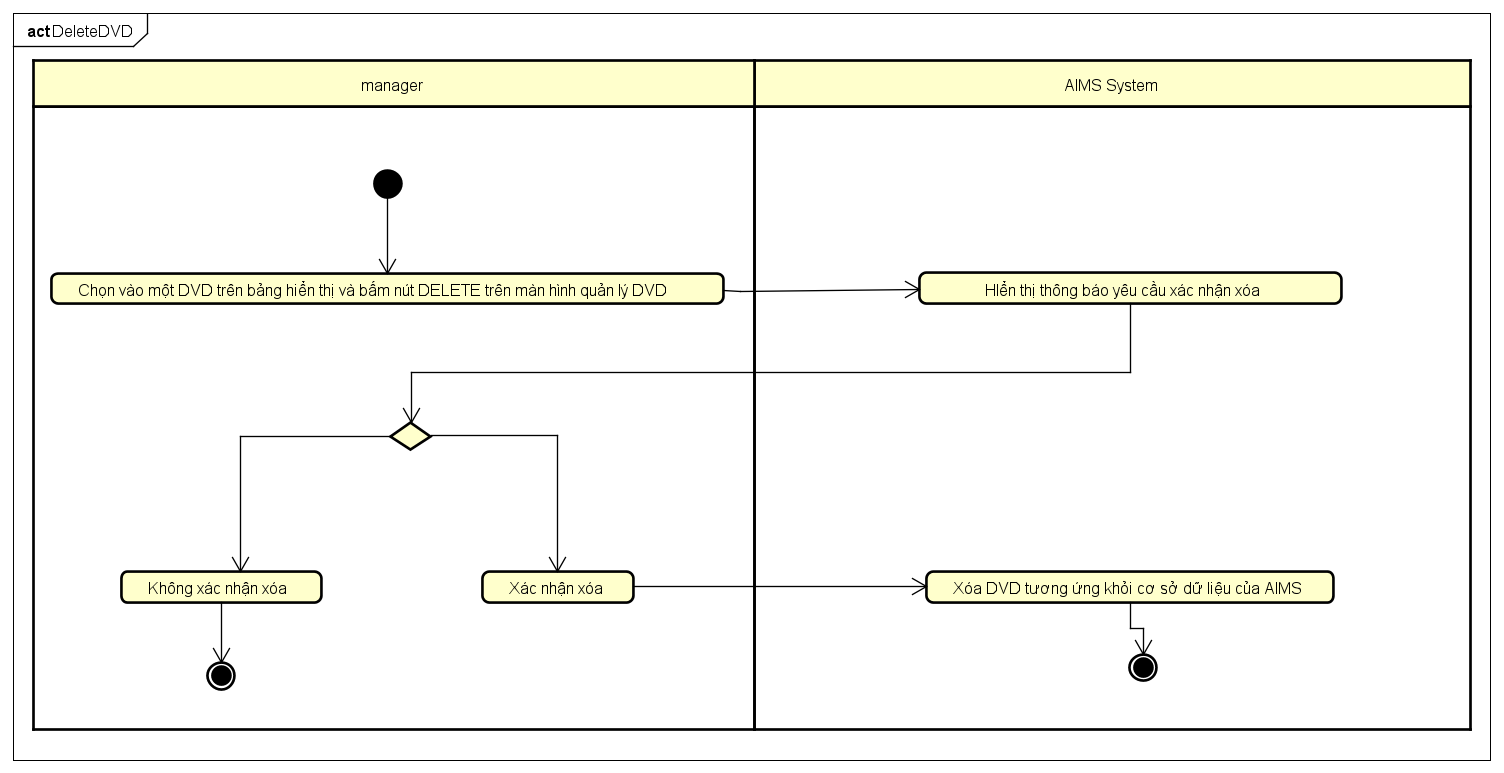 act DeleteDVD
manager
AIMS System
Chọn vào một DVD trên bảng hiển thị và bấm nút DELETE trên màn hình quản lý DVD
HIển thị thông báo yêu cầu xác nhận xóa
Không xác nhận xóa
Xác nhận xóa
Xóa DVD tương ứng khỏi cơ sở dữ liệu của AIMS